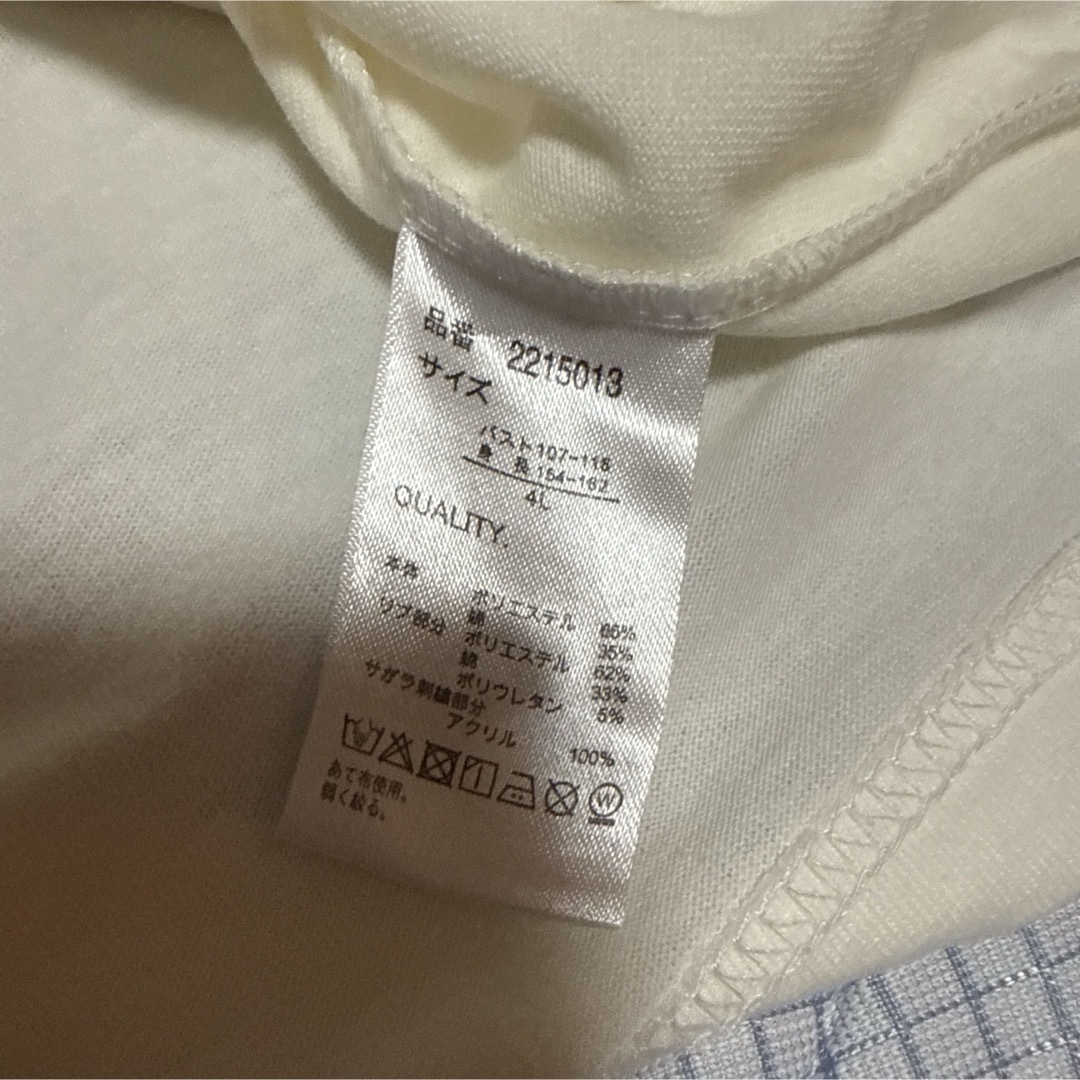 品番 2215013
サイズ
バスト107-115
身 長154-162
4L
QUALITY.
本体 ポリエステル 65%
綿 35%
リブ部分 ポリエステル 62%
綿 33%
ポリウレタン 5%
サガラ刺繍部分
アクリル 100%
W
あて布使用。
弱く絞る。